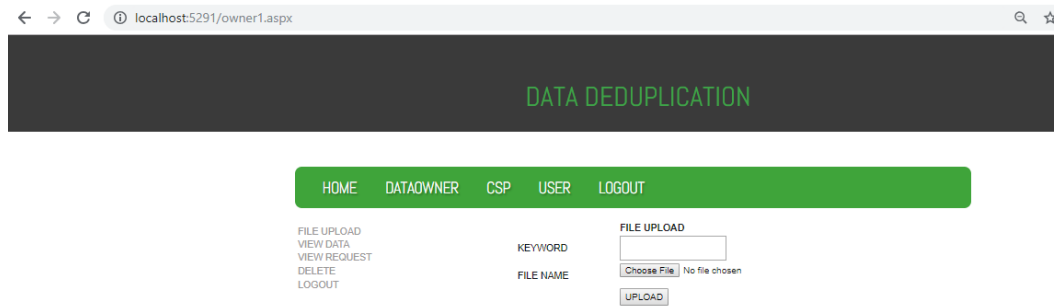 localhost:5291/owner1.aspx
DATA DEDUPLICATION
HOME DATAOWNER CSP USER LOGOUT
FILE UPLOAD
VIEW DATA
VIEW REQUEST
DELETE
LOGOUT
FILE UPLOAD
KEYWORD
FILE NAME Choose File No file chosen
UPLOAD